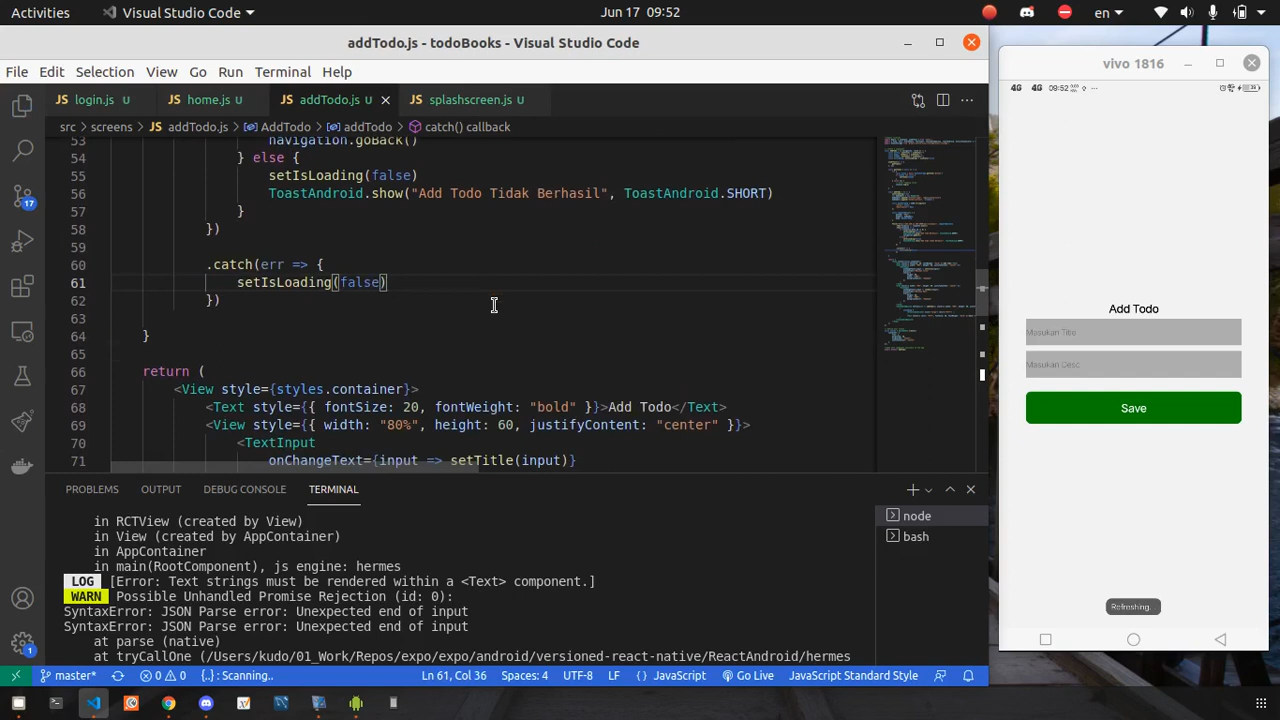 Activities
Visual Studio Code
Jun 17 09:52
en
addTodo.js - todoBooks - Visual Studio Code
File Edit Selection View Go Run Terminal Help
JS login.js U
JS home.js U
JS addTodo.js U
JS splashscreen.js U
src > screens > JS addTodo.js > AddTodo > addTodo > catch() callback
53 navigation.goBack()
54 } else {
55 setIsLoading(false)
56 ToastAndroid.show("Add Todo Tidak Berhasil", ToastAndroid.SHORT)
57 }
58 })
59
60 .catch(err => {
61 setIsLoading(false)
62 })
63
64 }
65
66 return (
67 <View style={styles.container}>
68 <Text style={{ fontSize: 20, fontWeight: "bold" }}>Add Todo</Text>
69 <View style={{ width: "80%", height: 60, justifyContent: "center" }}>
70 <TextInput
71 onChangeText={input => setTitle(input)}
17
1
PROBLEMS OUTPUT DEBUG CONSOLE TERMINAL
in RCTView (created by View)
in View (created by AppContainer)
in AppContainer
in main(RootComponent), js engine: hermes
LOG [Error: Text strings must be rendered within a <Text> component.]
WARN Possible Unhandled Promise Rejection (id: 0):
SyntaxError: JSON Parse error: Unexpected end of input
SyntaxError: JSON Parse error: Unexpected end of input
at parse (native)
at tryCallOne (/Users/kudo/01_Work/Repos/expo/expo/android/versioned-react-native/ReactAndroid/hermes
node
bash
master* 0 0 {..} : Scanning.. Ln 61, Col 36 Spaces: 4 UTF-8 LF JavaScript Go Live JavaScript Standard Style
vivo 1816
4G 4G 09:52
Add Todo
Masukan Title
Masukan Desc
Save
Refreshing..